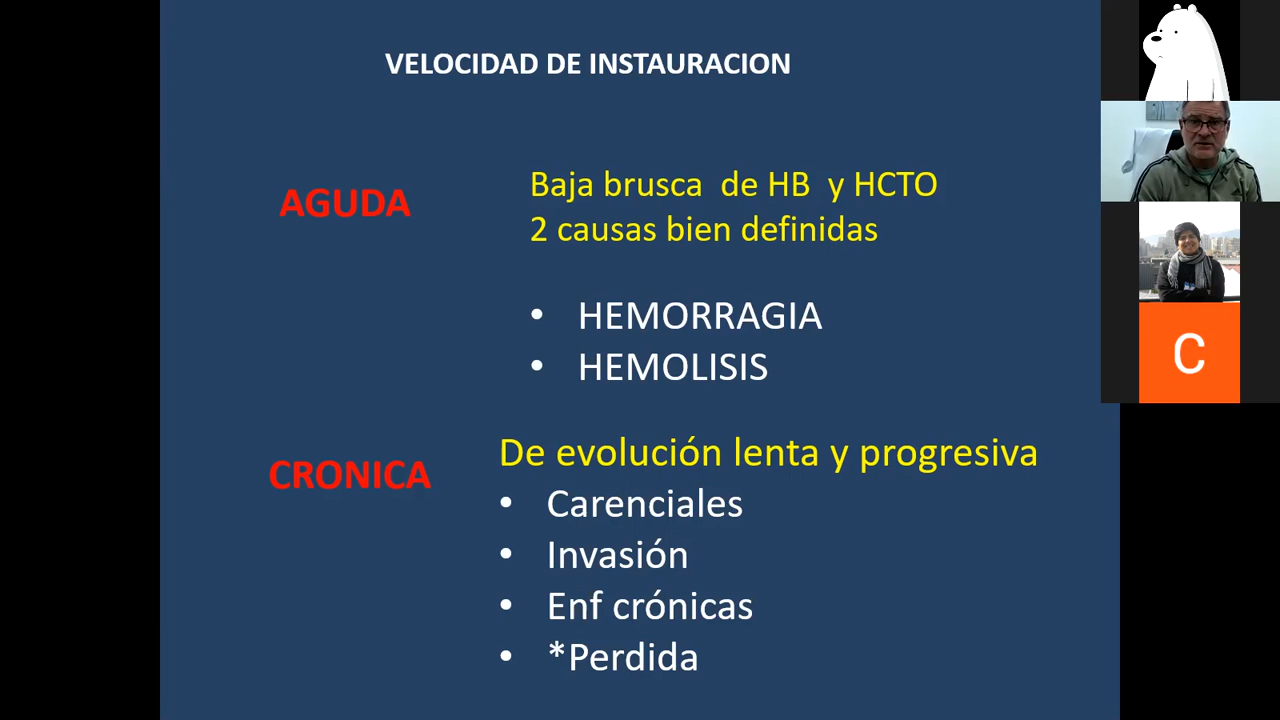 VELOCIDAD DE INSTAURACION
AGUDA
Baja brusca de HB y HCTO
2 causas bien definidas
• HEMORRAGIA
• HEMOLISIS
CRONICA
De evolución lenta y progresiva
• Carenciales
• Invasión
• Enf crónicas
• *Perdida
C